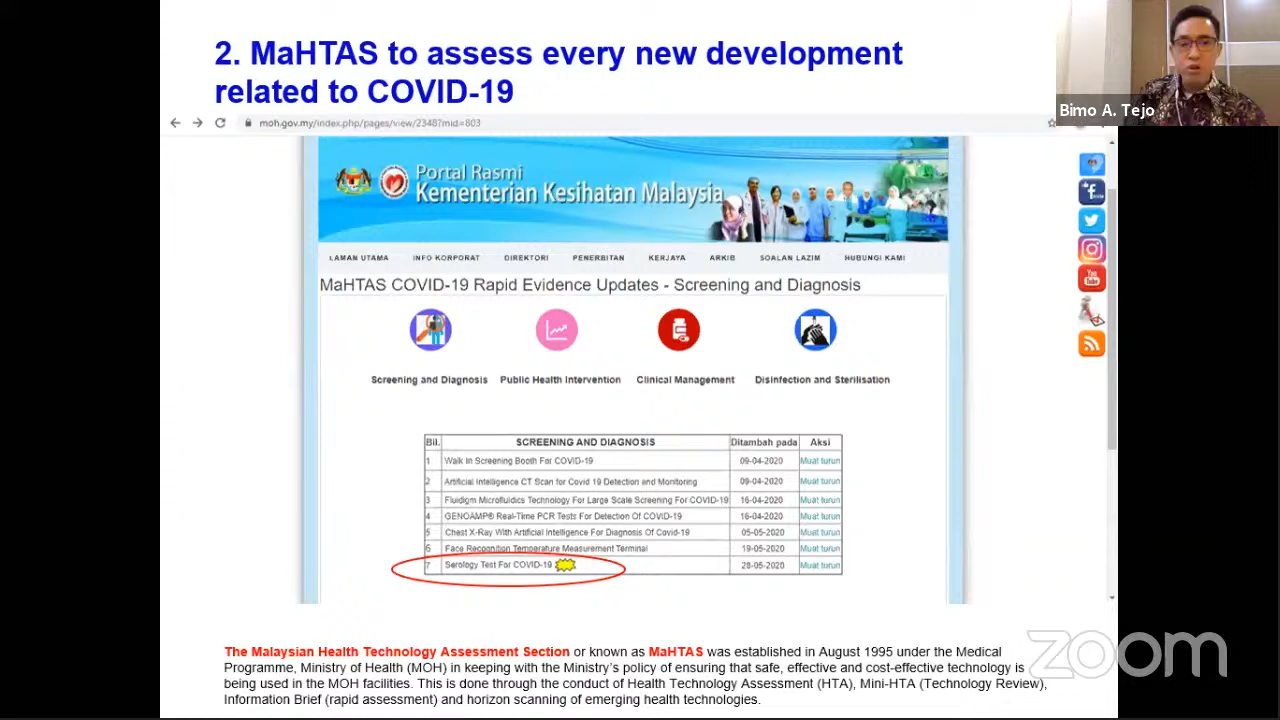 2. MaHTAS to assess every new development
related to COVID-19
Bimo A. Tejo
moh.gov.my/index.php/pages/view/2348?mid=803
Portal Rasmi
Kementerian Kesihatan Malaysia
LAMAN UTAMA INFO KORPORAT DIREKTORI PENERBITAN KERJAYA ARKIB SOALAN LAZIM HUBUNGI KAMI
MaHTAS COVID-19 Rapid Evidence Updates - Screening and Diagnosis
Screening and Diagnosis Public Health Intervention Clinical Management Disinfection and Sterilisation
Bil. SCREENING AND DIAGNOSIS Ditambah pada Aksi
1 Walk In Screening Booth For COVID-19 09-04-2020 Muat turun
2 Artificial Intelligence CT Scan for Covid 19 Detection and Monitoring 09-04-2020 Muat turun
3 Fluidigm Microfluidics Technology For Large Scale Screening For COVID-19 16-04-2020 Muat turun
4 GENOAMP® Real-Time PCR Tests For Detection Of COVID-19 16-04-2020 Muat turun
5 Chest X-Ray With Artificial Intelligence For Diagnosis Of Covid-19 05-05-2020 Muat turun
6 Face Recognition Temperature Measurement Terminal 19-05-2020 Muat turun
7 Serology Test For COVID-19 28-05-2020 Muat turun
You
Tube
The Malaysian Health Technology Assessment Section or known as MaHTAS was established in August 1995 under the Medical
Programme, Ministry of Health (MOH) in keeping with the Ministry's policy of ensuring that safe, effective and cost-effective technology is
being used in the MOH facilities. This is done through the conduct of Health Technology Assessment (HTA), Mini-HTA (Technology Review),
Information Brief (rapid assessment) and horizon scanning of emerging health technologies.
zoom